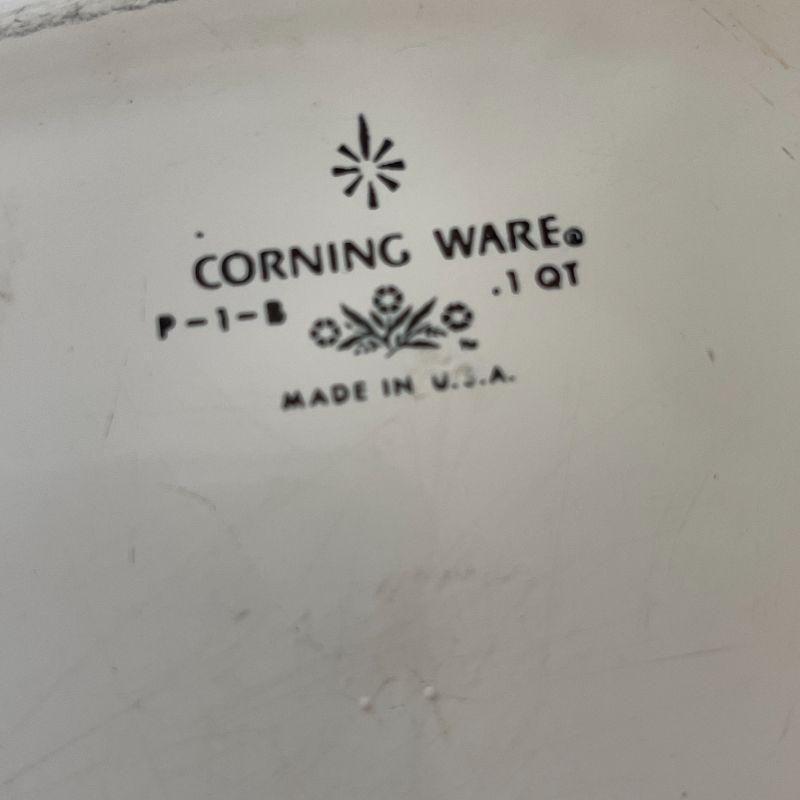 CORNING WARE®
P-1-B .1 QT
MADE IN U.S.A.